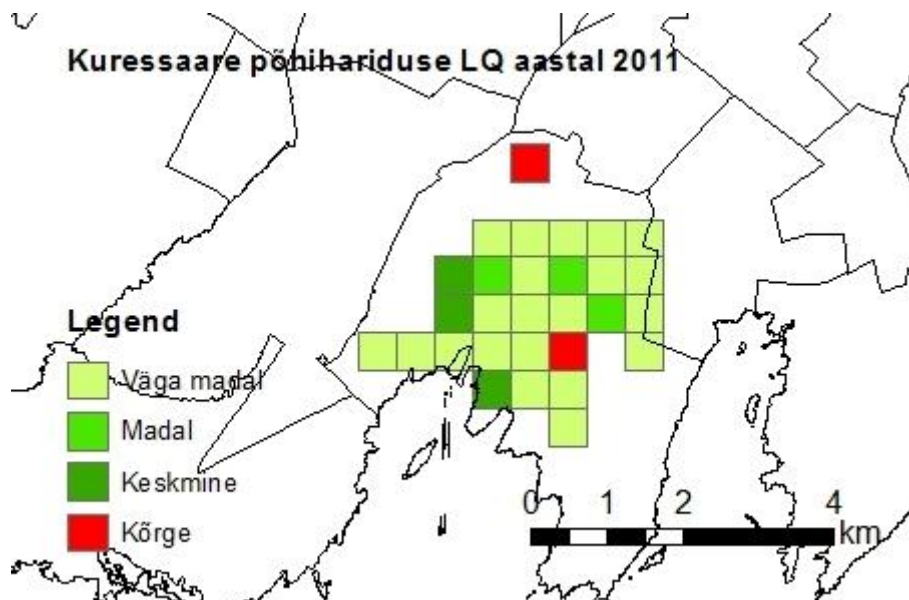 Kuressaare põhihariduse LQ aastal 2011
Legend
Väga madal
Madal
Keskmine
Kõrge
0 1 2 4
km